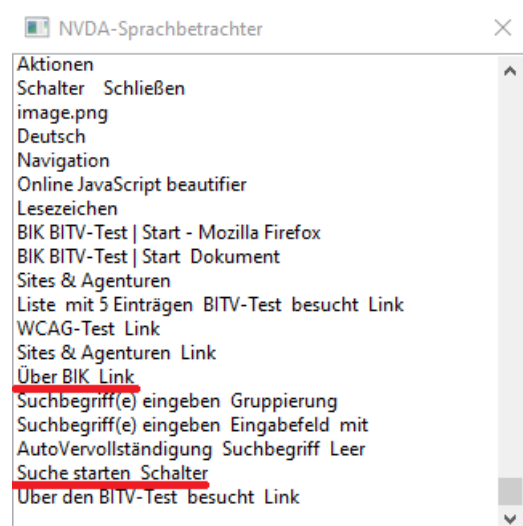 NVDA-Sprachbetrachter
Aktionen
Schalter Schließen
image.png
Deutsch
Navigation
Online JavaScript beautifier
Lesezeichen
BIK BITV-Test | Start - Mozilla Firefox
BIK BITV-Test | Start Dokument
Sites & Agenturen
Liste mit 5 Einträgen BITV-Test besucht Link
WCAG-Test Link
Sites & Agenturen Link
Über BIK Link
Suchbegriff(e) eingeben Gruppierung
Suchbegriff(e) eingeben Eingabefeld mit
AutoVervollständigung Suchbegriff Leer
Suche starten Schalter
Über den BITV-Test besucht Link